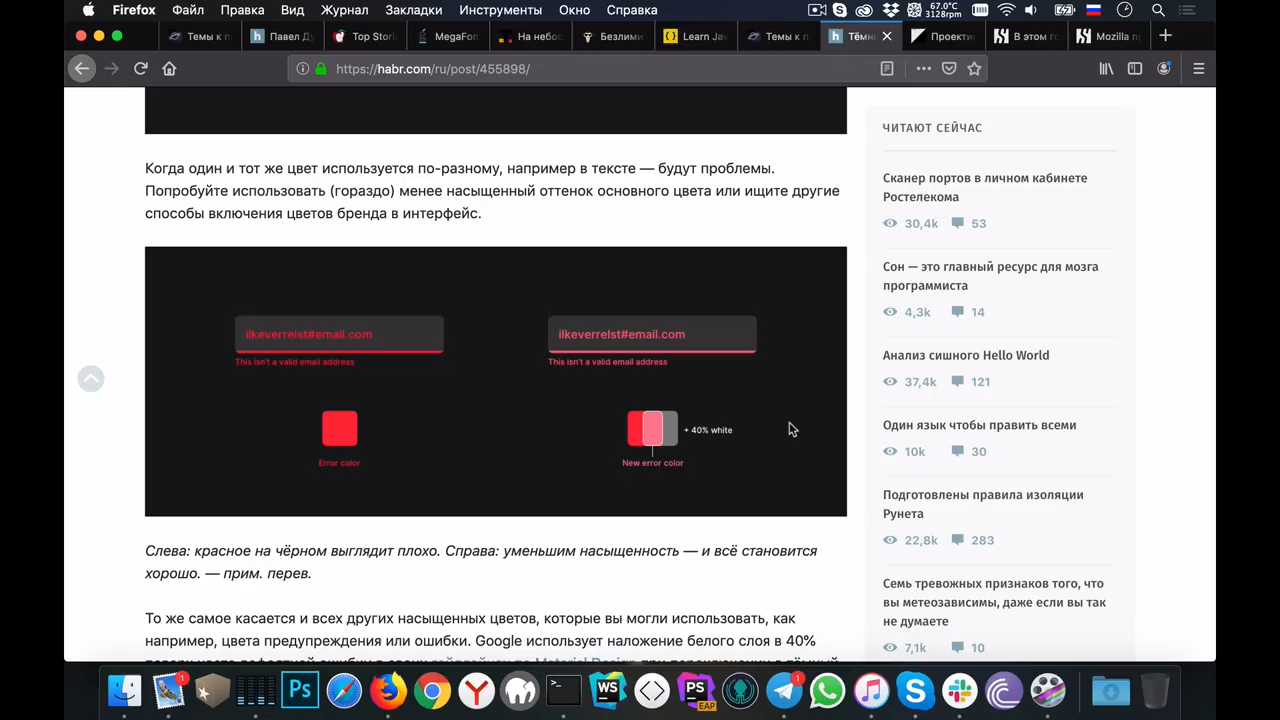 Firefox Файл Правка Вид Журнал Закладки Инструменты Окно Справка
67.0°C
3128rpm
Темы к п
Павел Ду
Top Stori
MegaFon
На небос
Безлими
Learn Jav
Темы к п
Тёмн
Проекти
В этом го
Mozilla п
https://habr.com/ru/post/455898/
Когда один и тот же цвет используется по-разному, например в тексте — будут проблемы.
Попробуйте использовать (гораздо) менее насыщенный оттенок основного цвета или ищите другие
способы включения цветов бренда в интерфейс.
ilkeverrelst#email.com
This isn't a valid email address
Error color
ilkeverrelst#email.com
This isn't a valid email address
+ 40% white
New error color
Слева: красное на чёрном выглядит плохо. Справа: уменьшим насыщенность — и всё становится
хорошо. — прим. перев.
То же самое касается и всех других насыщенных цветов, которые вы могли использовать, как
например, цвета предупреждения или ошибки. Google использует наложение белого слоя в 40%
ЧИТАЮТ СЕЙЧАС
Сканер портов в личном кабинете
Ростелекома
30,4k 53
Сон — это главный ресурс для мозга
программиста
4,3k 14
Анализ сишного Hello World
37,4k 121
Один язык чтобы править всеми
10k 30
Подготовлены правила изоляции
Рунета
22,8k 283
Семь тревожных признаков того, что
вы метеозависимы, даже если вы так
не думаете
7,1k 10
1
Ps
WS
PS
EAP
1